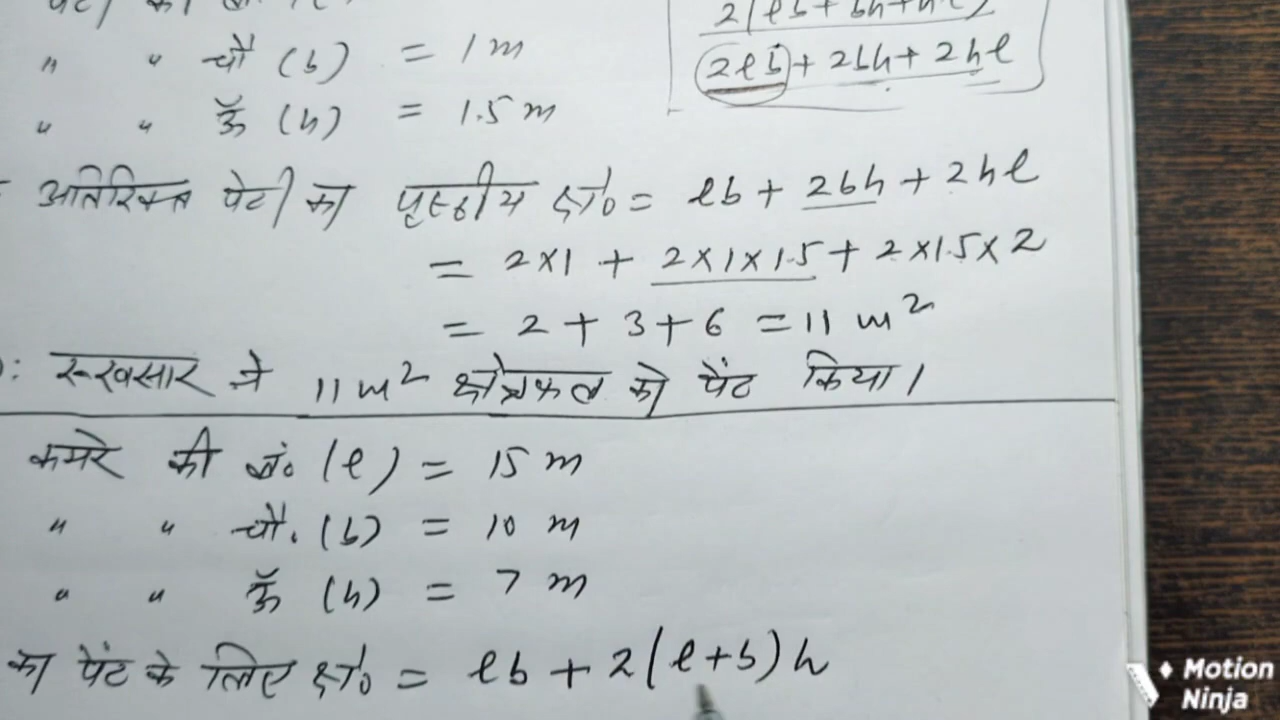 2(lb + bh + hl)
2lb + 2bh + 2hl
" " चौ (b) = 1 m
" " ऊँ (h) = 1.5 m
अतिरिक्त पेटी का पृष्ठीय क्षे० = lb + 2bh + 2hl
= 2×1 + 2×1×1.5 + 2×1.5×2
= 2 + 3 + 6 = 11 m²
: रूखसार ने 11 m² क्षेत्रफल को पेंट किया।
कमरे की लं० (l) = 15 m
" " चौ. (b) = 10 m
" " ऊँ (h) = 7 m
का पेंट के लिए क्षे० = lb + 2(l+b)h
Motion
Ninja